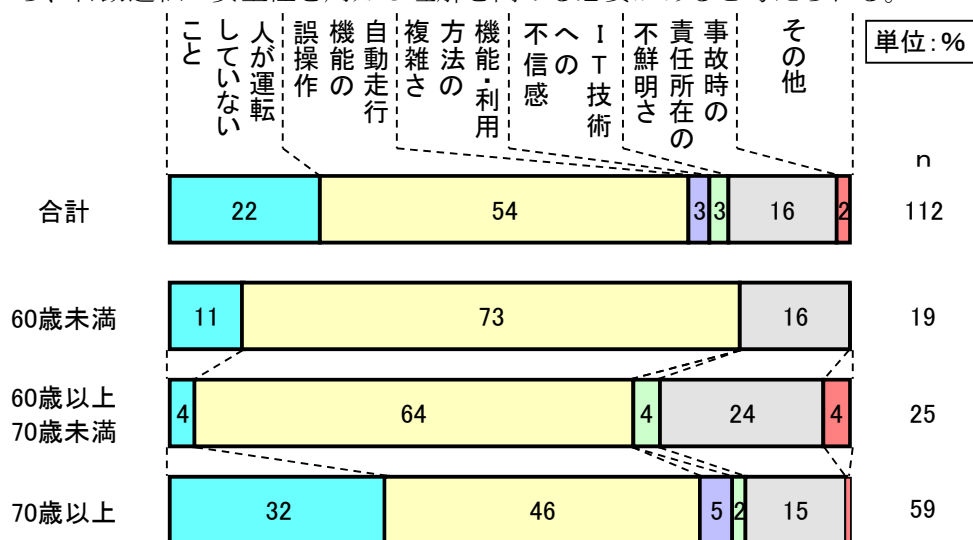 人が運転
していない
こと
自動走行
機能の
誤操作
機能・利用
方法の
複雑さ
IT技術
への
不信感
事故時の
責任所在の
不鮮明さ
その他
単位:%
n
合計 22 54 3 3 16 2 112
60歳未満 11 73 16 19
60歳以上
70歳未満 4 64 4 24 4 25
70歳以上 32 46 5 2 15 59